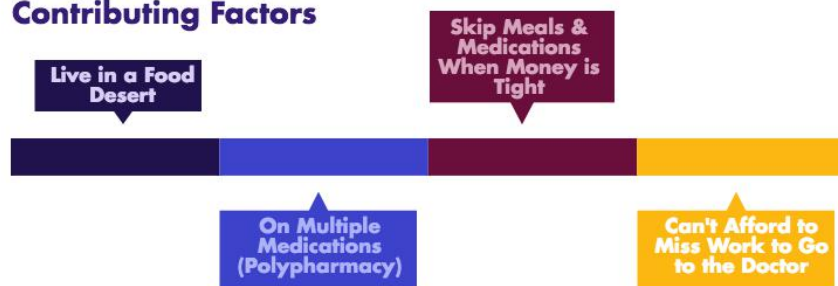 Contributing Factors
Live in a Food
Desert
On Multiple
Medications
(Polypharmacy)
Skip Meals &
Medications
When Money is
Tight
Can't Afford to
Miss Work to Go
to the Doctor